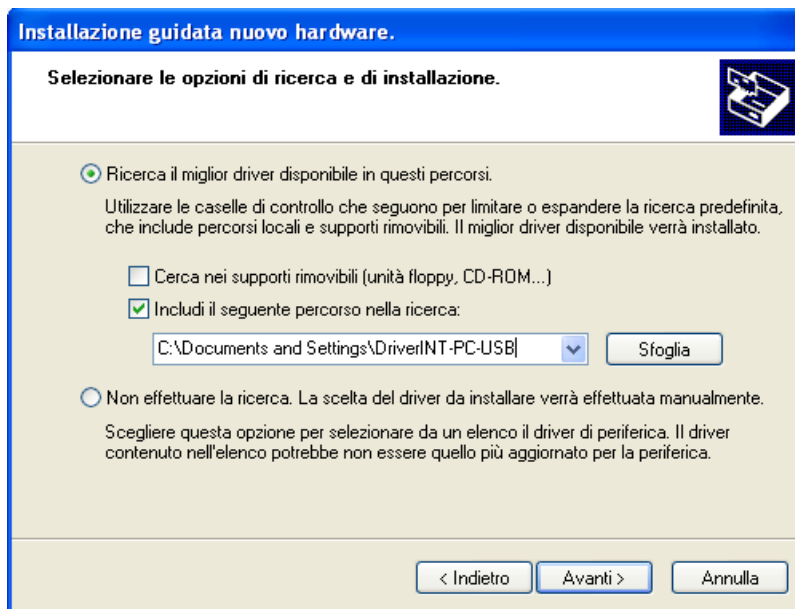 Installazione guidata nuovo hardware.
Selezionare le opzioni di ricerca e di installazione.
Ricerca il miglior driver disponibile in questi percorsi.
Utilizzare le caselle di controllo che seguono per limitare o espandere la ricerca predefinita,
che include percorsi locali e supporti rimovibili. Il miglior driver disponibile verrà installato.
Cerca nei supporti rimovibili (unità floppy, CD-ROM...)
Includi il seguente percorso nella ricerca:
C:\Documents and Settings\DriverINT-PC-USB
Sfoglia
Non effettuare la ricerca. La scelta del driver da installare verrà effettuata manualmente.
Scegliere questa opzione per selezionare da un elenco il driver di periferica. Il driver
contenuto nell'elenco potrebbe non essere quello più aggiornato per la periferica.
< Indietro
Avanti >
Annulla